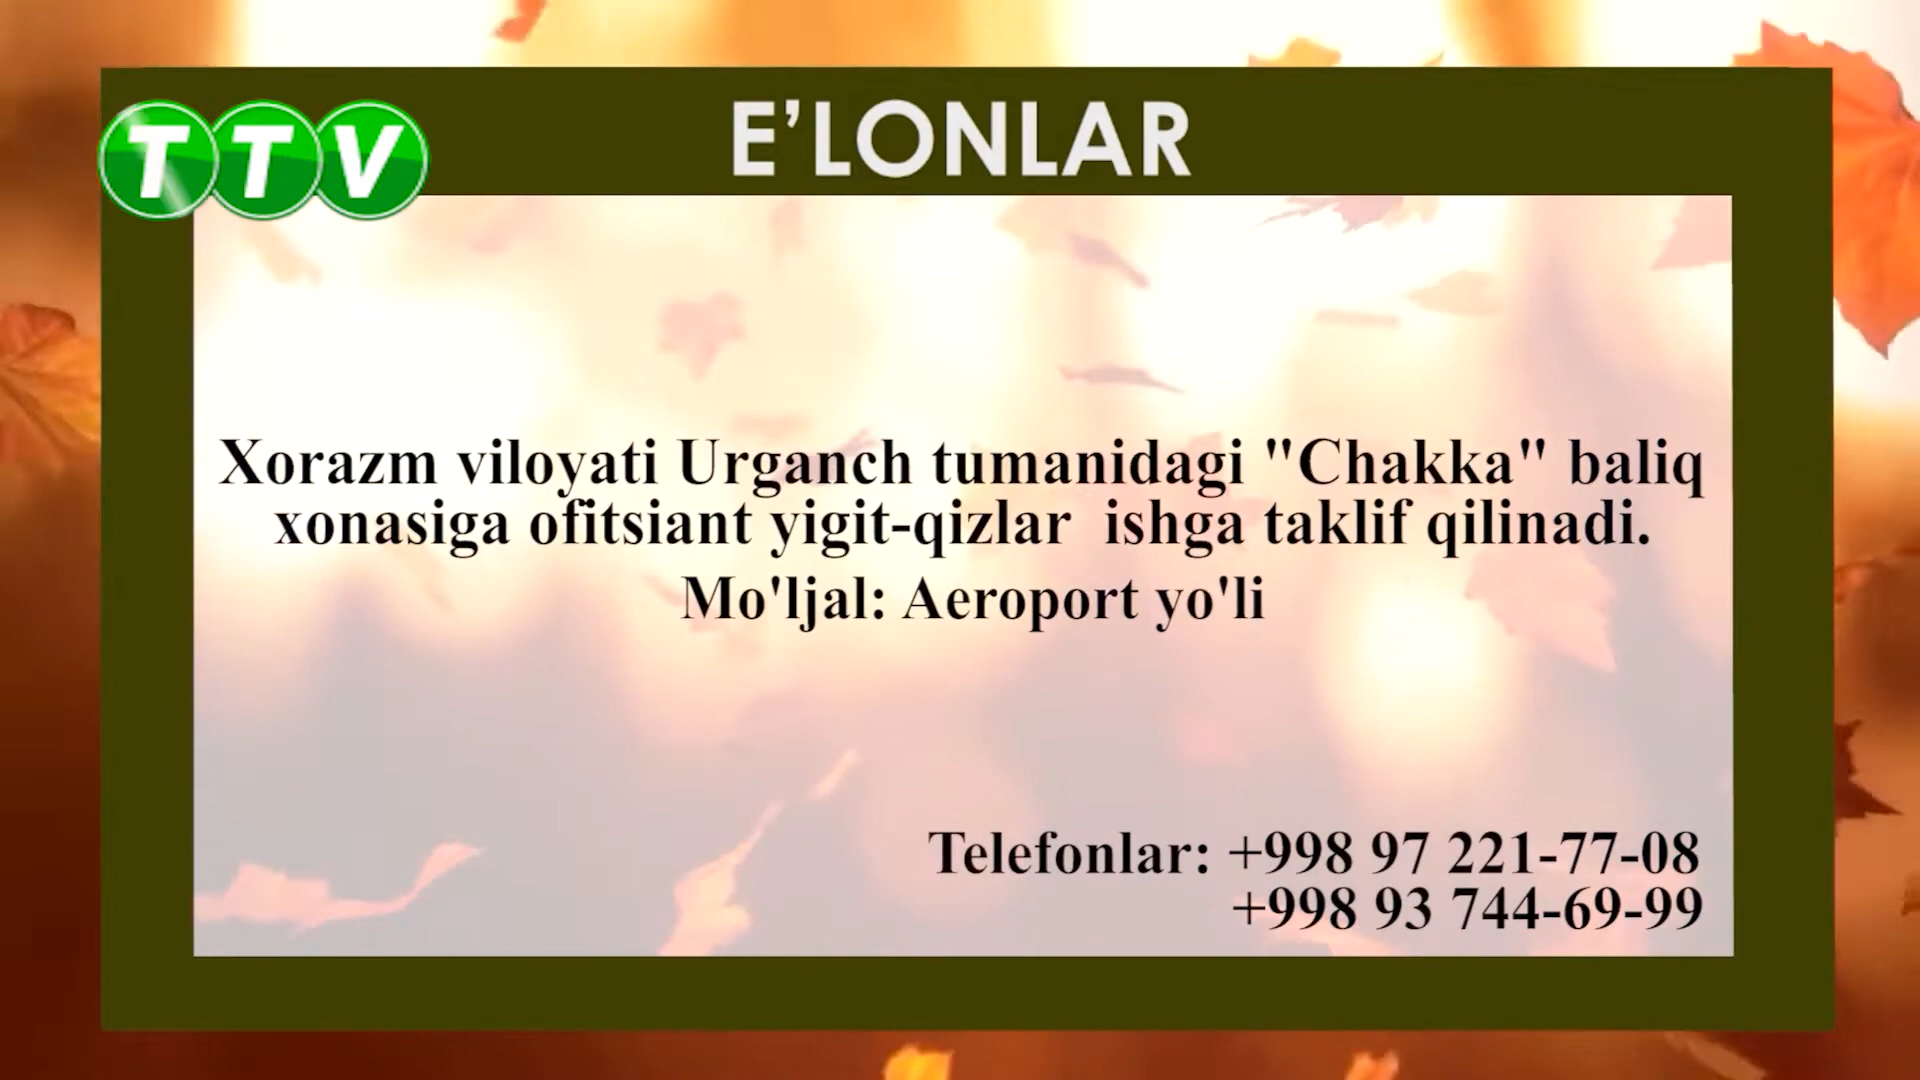 TTV
E’LONLAR
Xorazm viloyati Urganch tumanidagi "Chakka" baliq
xonasiga ofitsiant yigit-qizlar ishga taklif qilinadi.
Mo'ljal: Aeroport yo'li
Telefonlar: +998 97 221-77-08
+998 93 744-69-99